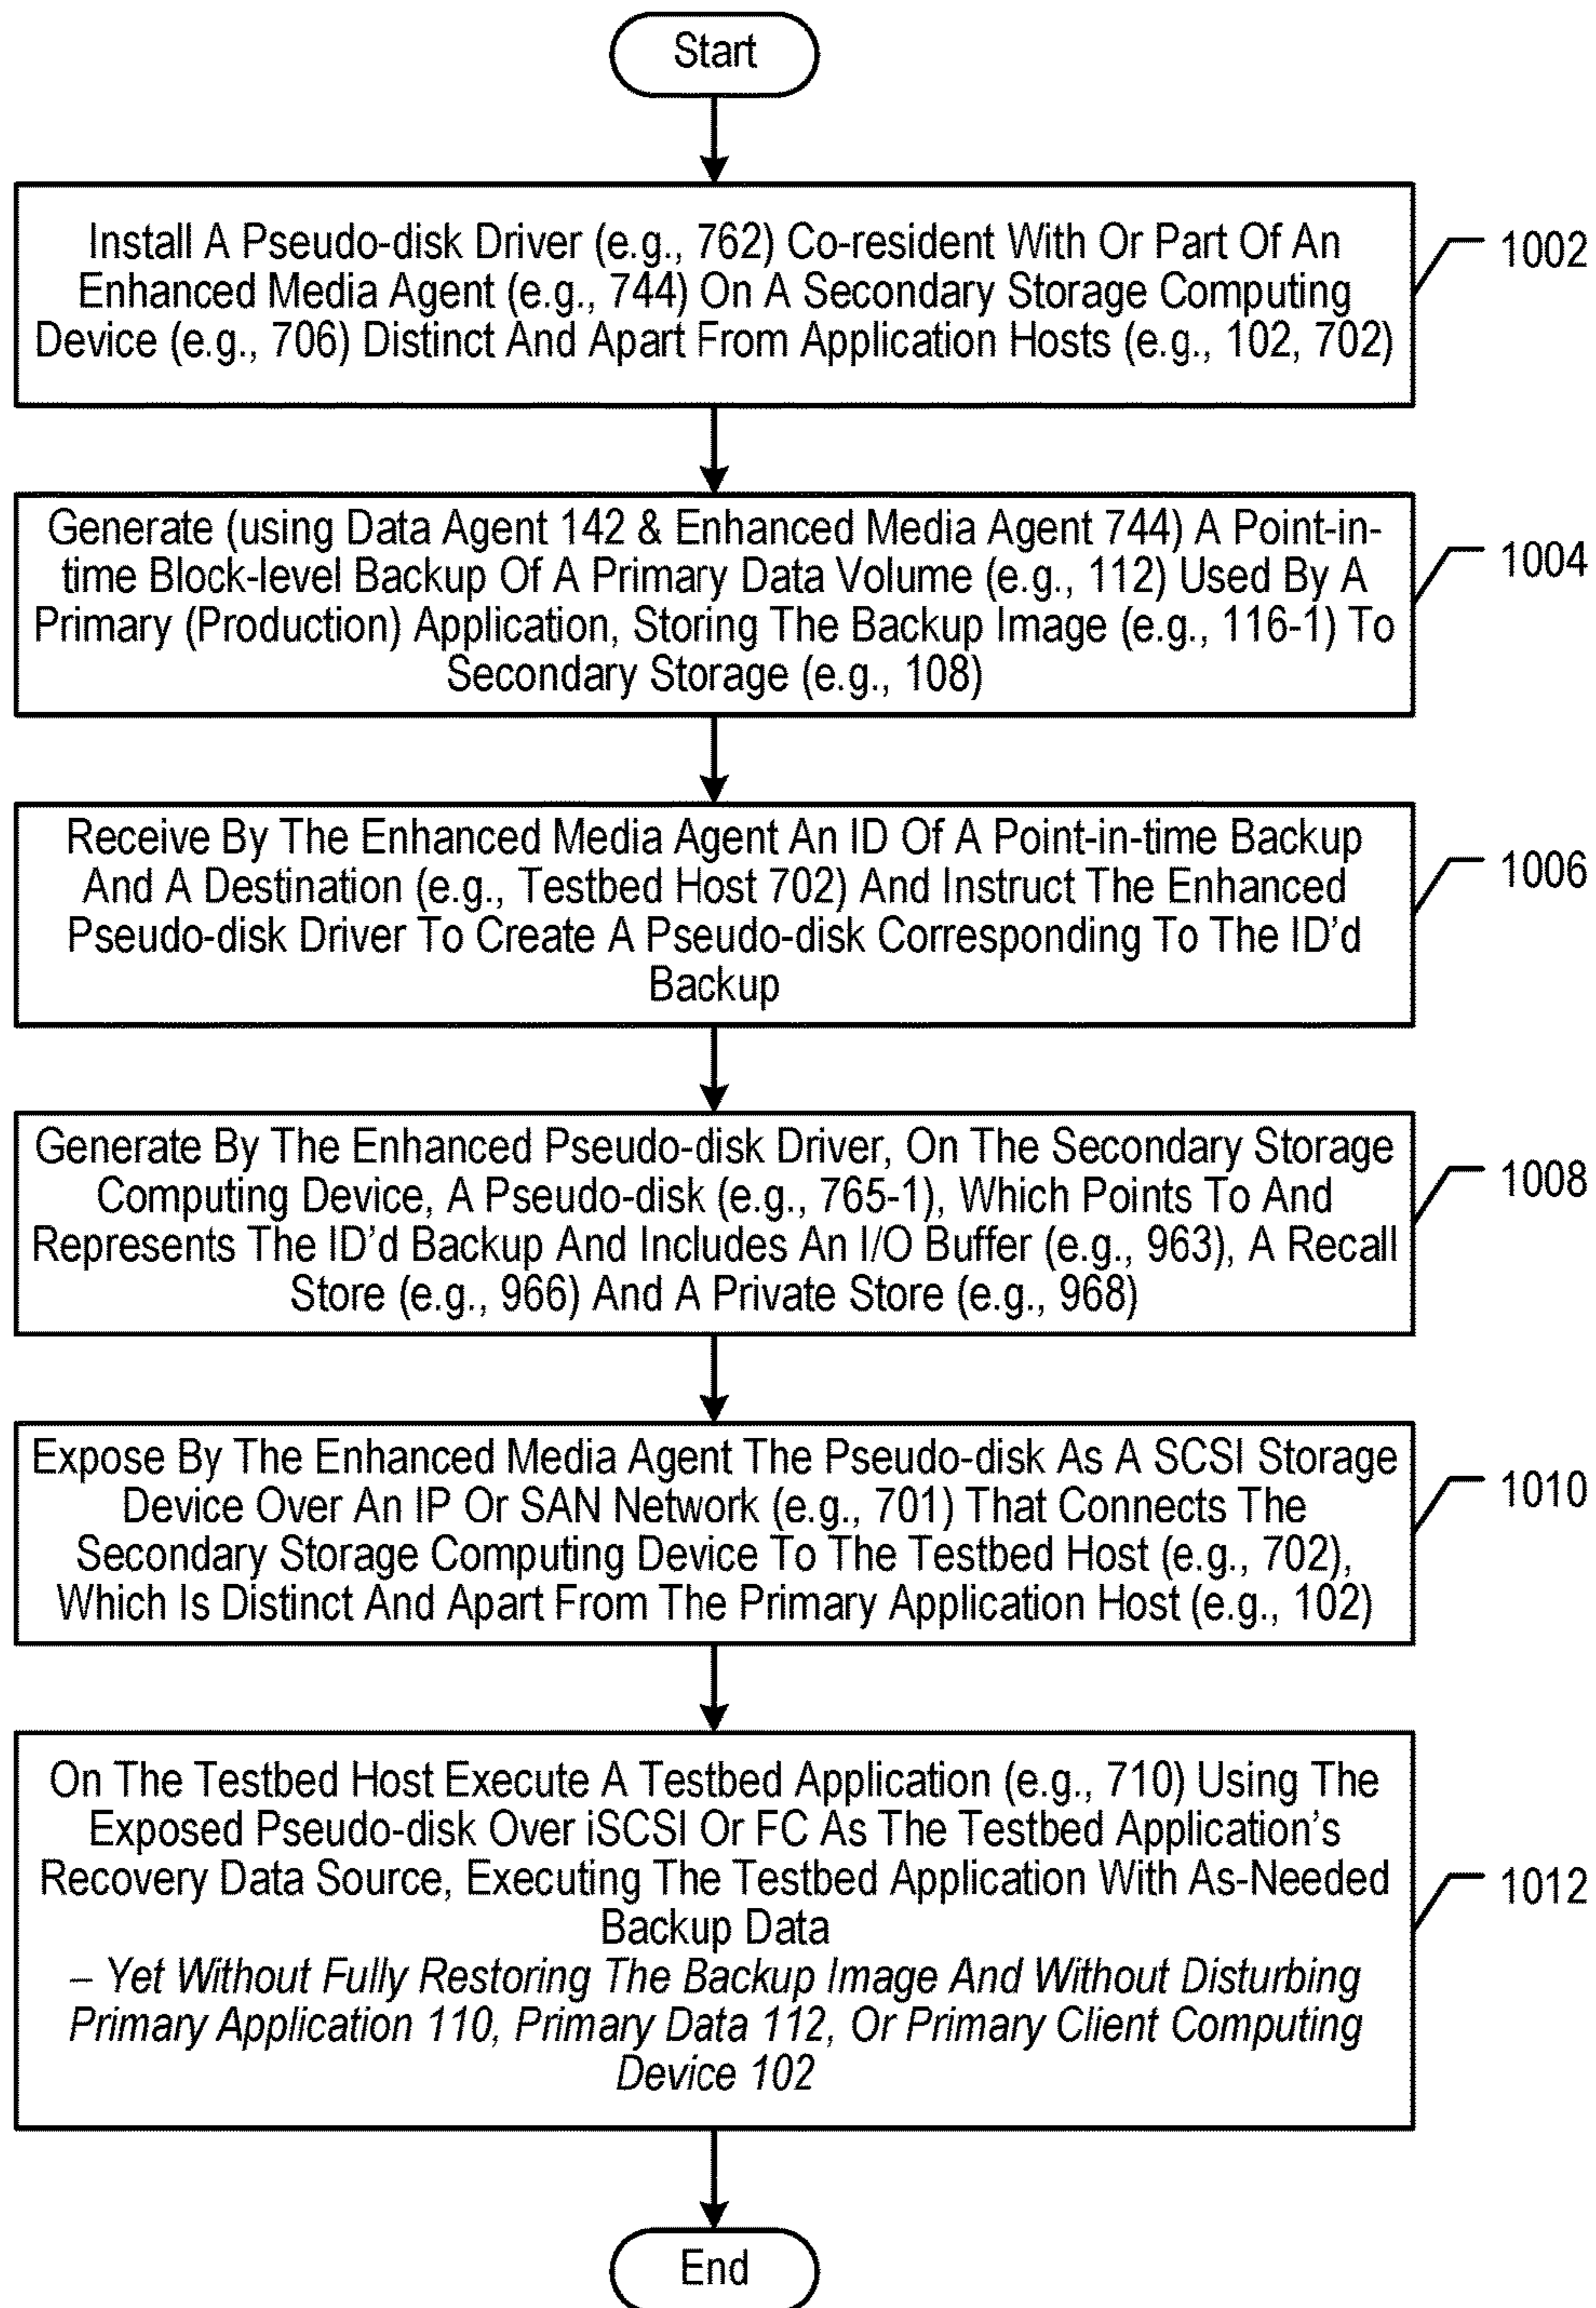 Start
Install A Pseudo-disk Driver (e.g., 762) Co-resident With Or Part Of An
Enhanced Media Agent (e.g., 744) On A Secondary Storage Computing
Device (e.g., 706) Distinct And Apart From Application Hosts (e.g., 102, 702)
1002
Generate (using Data Agent 142 & Enhanced Media Agent 744) A Point-in-
time Block-level Backup Of A Primary Data Volume (e.g., 112) Used By A
Primary (Production) Application, Storing The Backup Image (e.g., 116-1) To
Secondary Storage (e.g., 108)
1004
Receive By The Enhanced Media Agent An ID Of A Point-in-time Backup
And A Destination (e.g., Testbed Host 702) And Instruct The Enhanced
Pseudo-disk Driver To Create A Pseudo-disk Corresponding To The ID’d
Backup
1006
Generate By The Enhanced Pseudo-disk Driver, On The Secondary Storage
Computing Device, A Pseudo-disk (e.g., 765-1), Which Points To And
Represents The ID’d Backup And Includes An I/O Buffer (e.g., 963), A Recall
Store (e.g., 966) And A Private Store (e.g., 968)
1008
Expose By The Enhanced Media Agent The Pseudo-disk As A SCSI Storage
Device Over An IP Or SAN Network (e.g., 701) That Connects The
Secondary Storage Computing Device To The Testbed Host (e.g., 702),
Which Is Distinct And Apart From The Primary Application Host (e.g., 102)
1010
On The Testbed Host Execute A Testbed Application (e.g., 710) Using The
Exposed Pseudo-disk Over iSCSI Or FC As The Testbed Application’s
Recovery Data Source, Executing The Testbed Application With As-Needed
Backup Data
– Yet Without Fully Restoring The Backup Image And Without Disturbing
Primary Application 110, Primary Data 112, Or Primary Client Computing
Device 102
1012
End